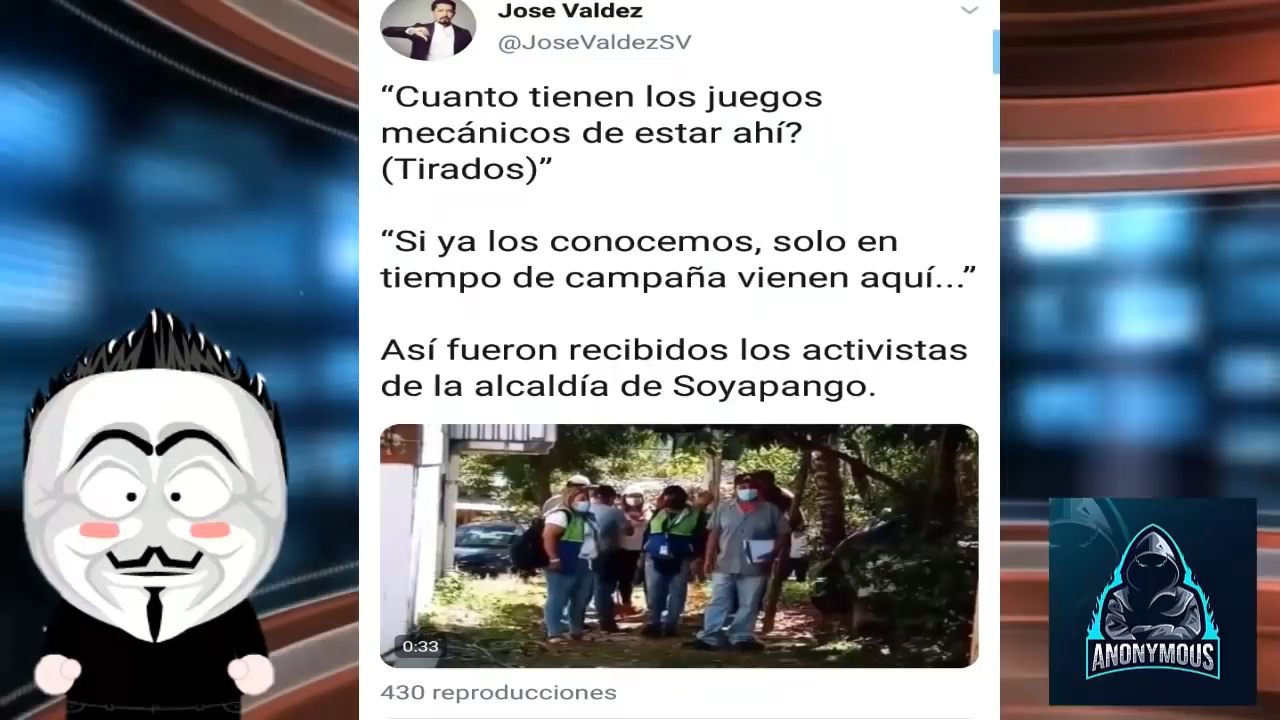 Jose Valdez
@JoseValdezSV
“Cuanto tienen los juegos
mecánicos de estar ahí?
(Tirados)”
“Si ya los conocemos, solo en
tiempo de campaña vienen aquí...”
Así fueron recibidos los activistas
de la alcaldía de Soyapango.
0:33
430 reproducciones
ANONYMOUS